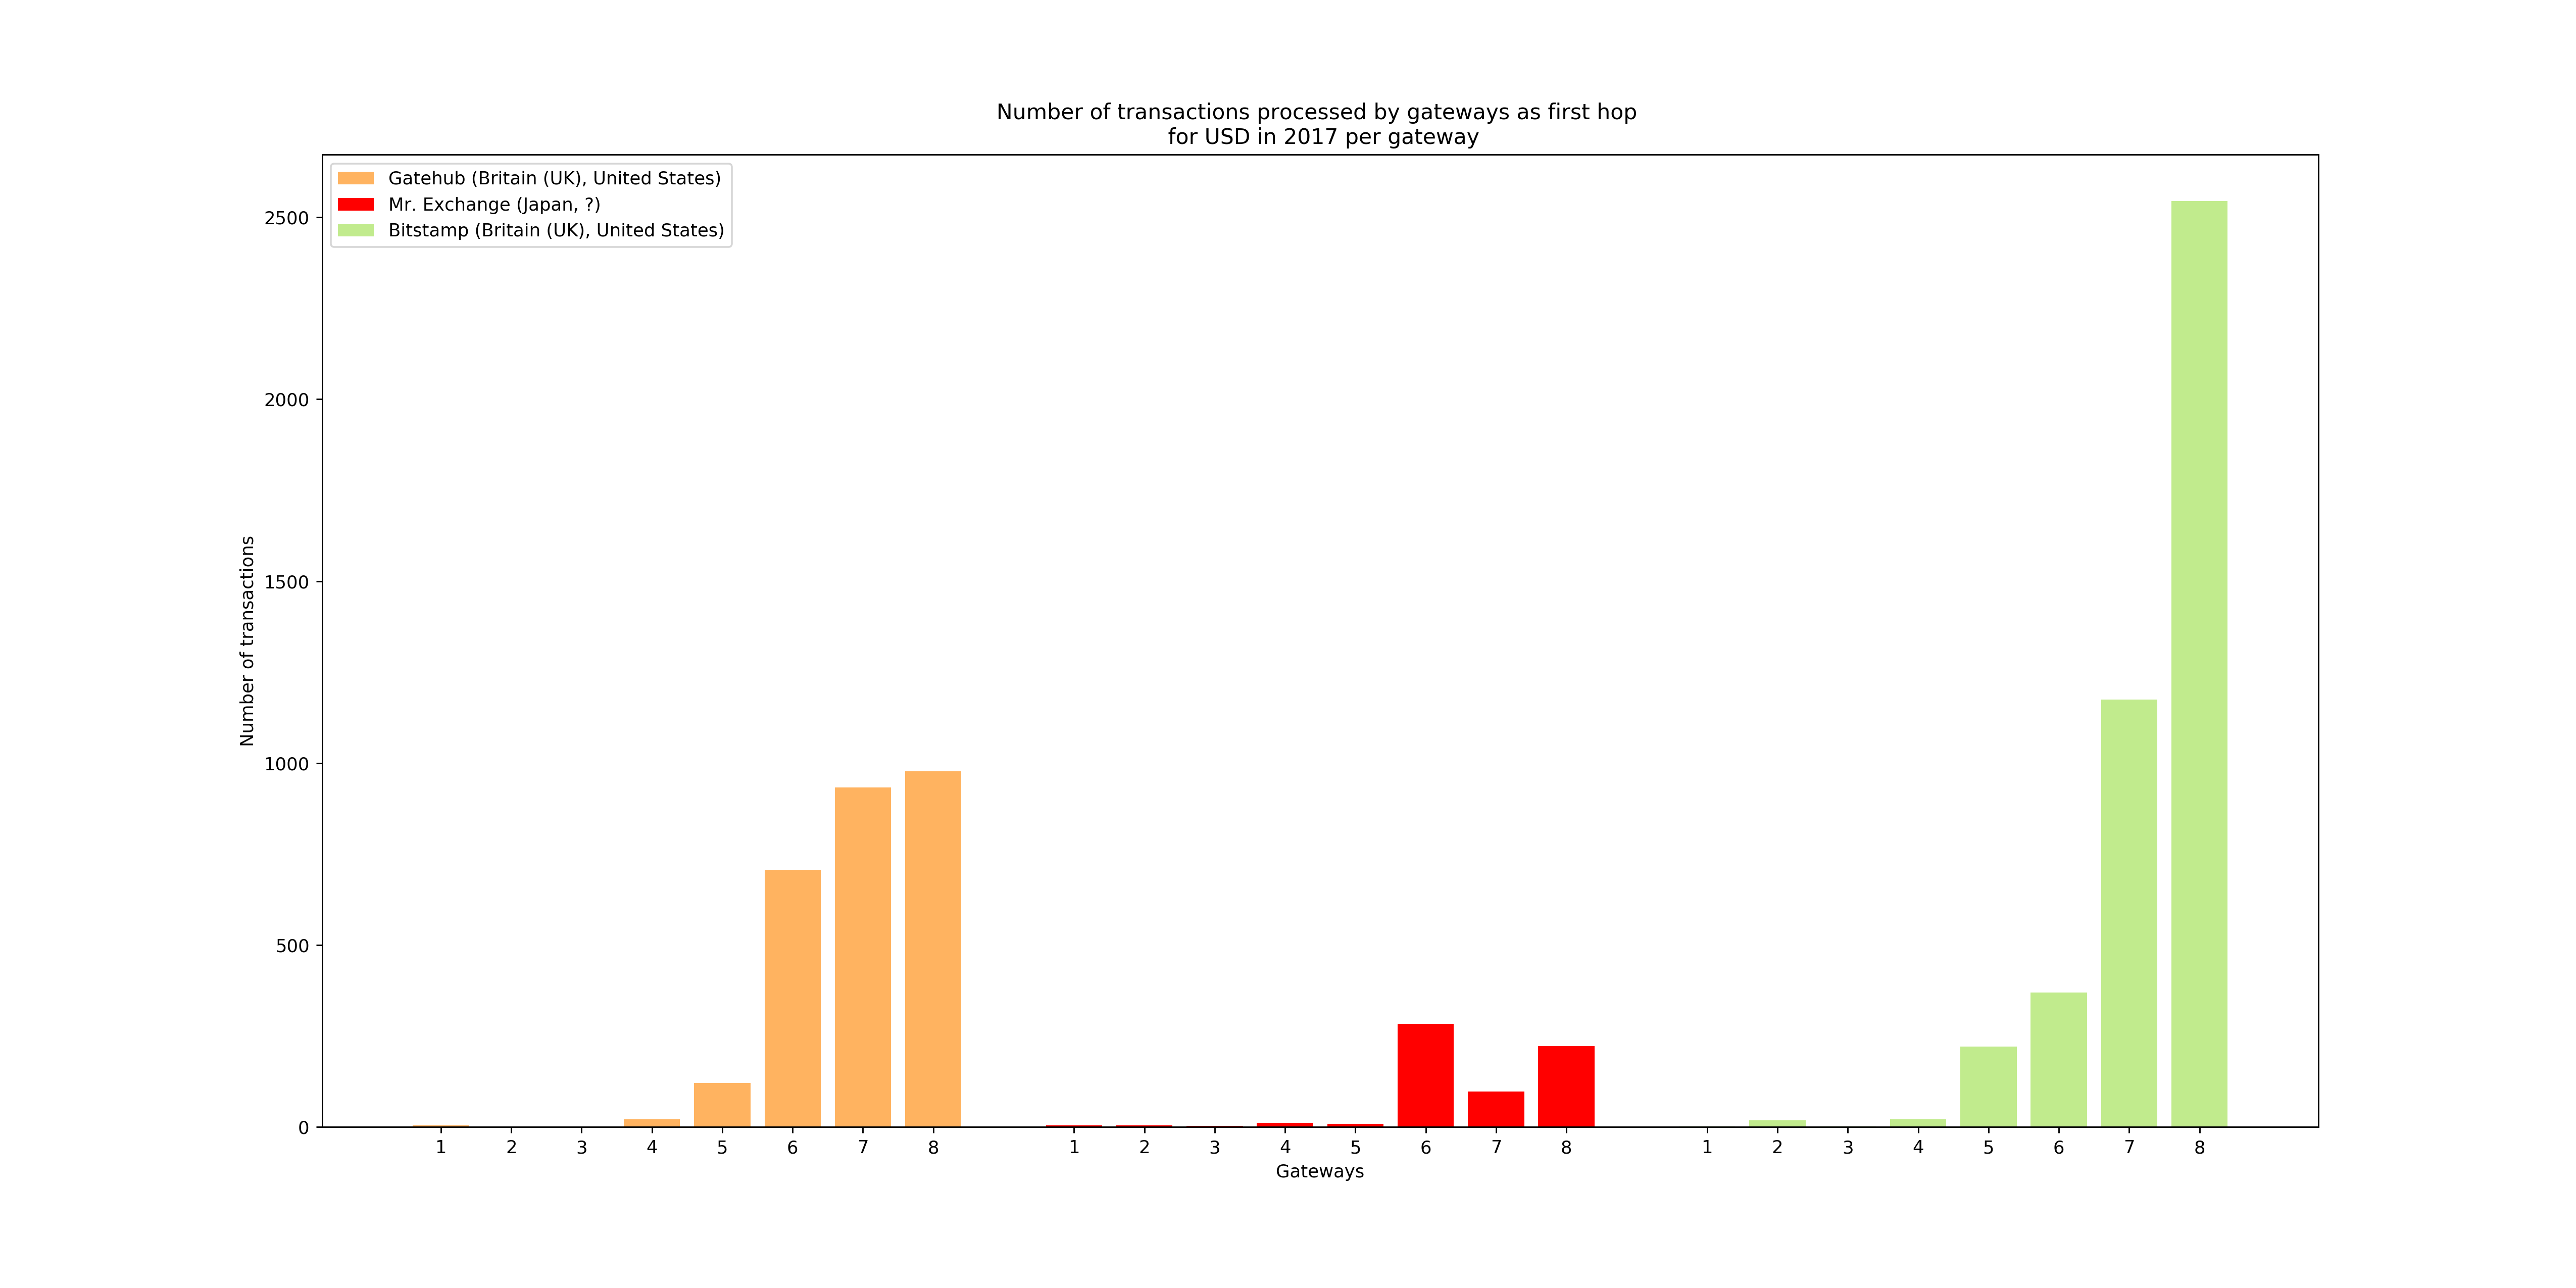 Number of transactions processed by gateways as first hop
for USD in 2017 per gateway
Gatehub (Britain (UK), United States)
Mr. Exchange (Japan, ?)
Bitstamp (Britain (UK), United States)
Number of transactions
2500
2000
1500
1000
500
0
1 2 3 4 5 6 7 8 1 2 3 4 5 6 7 8 1 2 3 4 5 6 7 8
Gateways